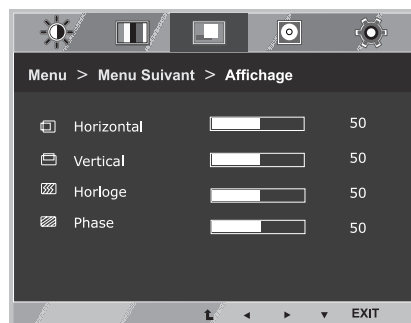 Menu > Menu Suivant > Affichage
Horizontal 50
Vertical 50
Horloge 50
Phase 50
EXIT